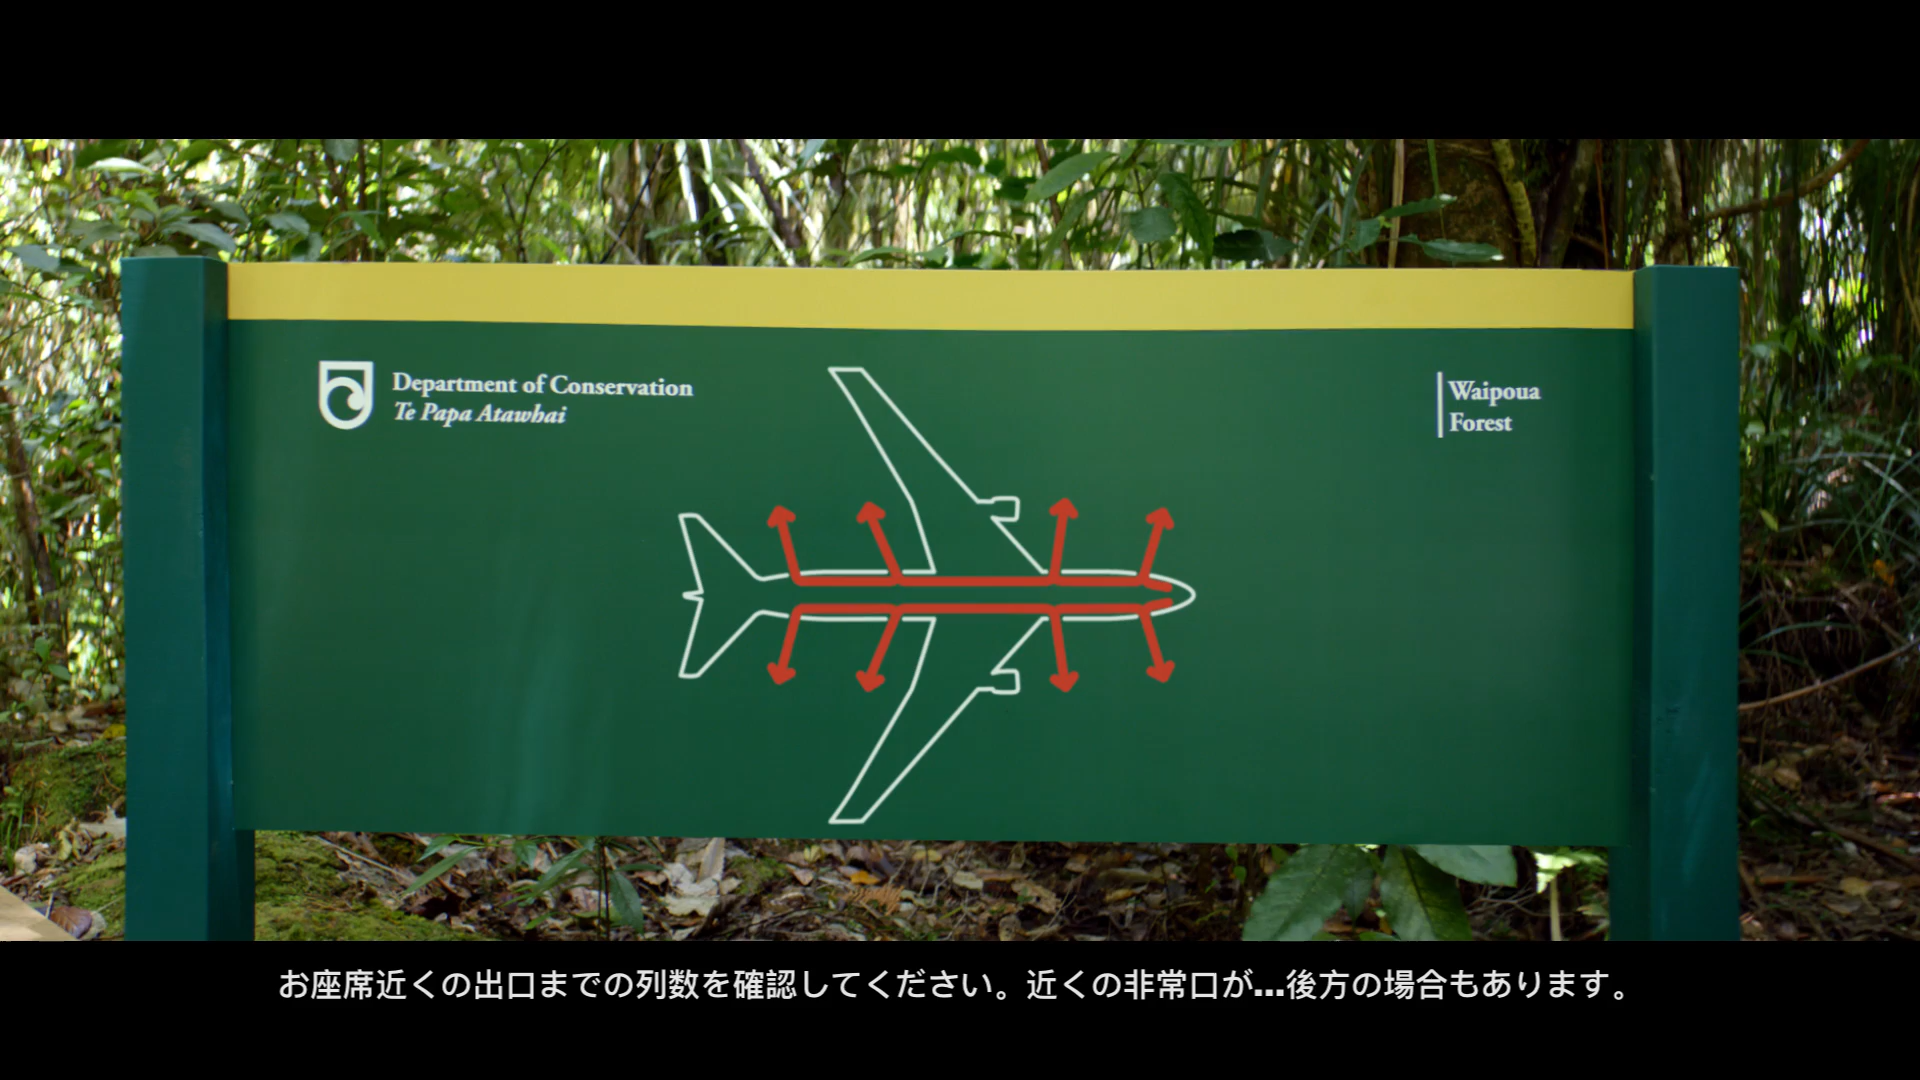 Department of Conservation
Te Papa Atawhai
Waipoua
Forest
お座席近くの出口までの列数を確認してください。近くの非常口が...後方の場合もあります。